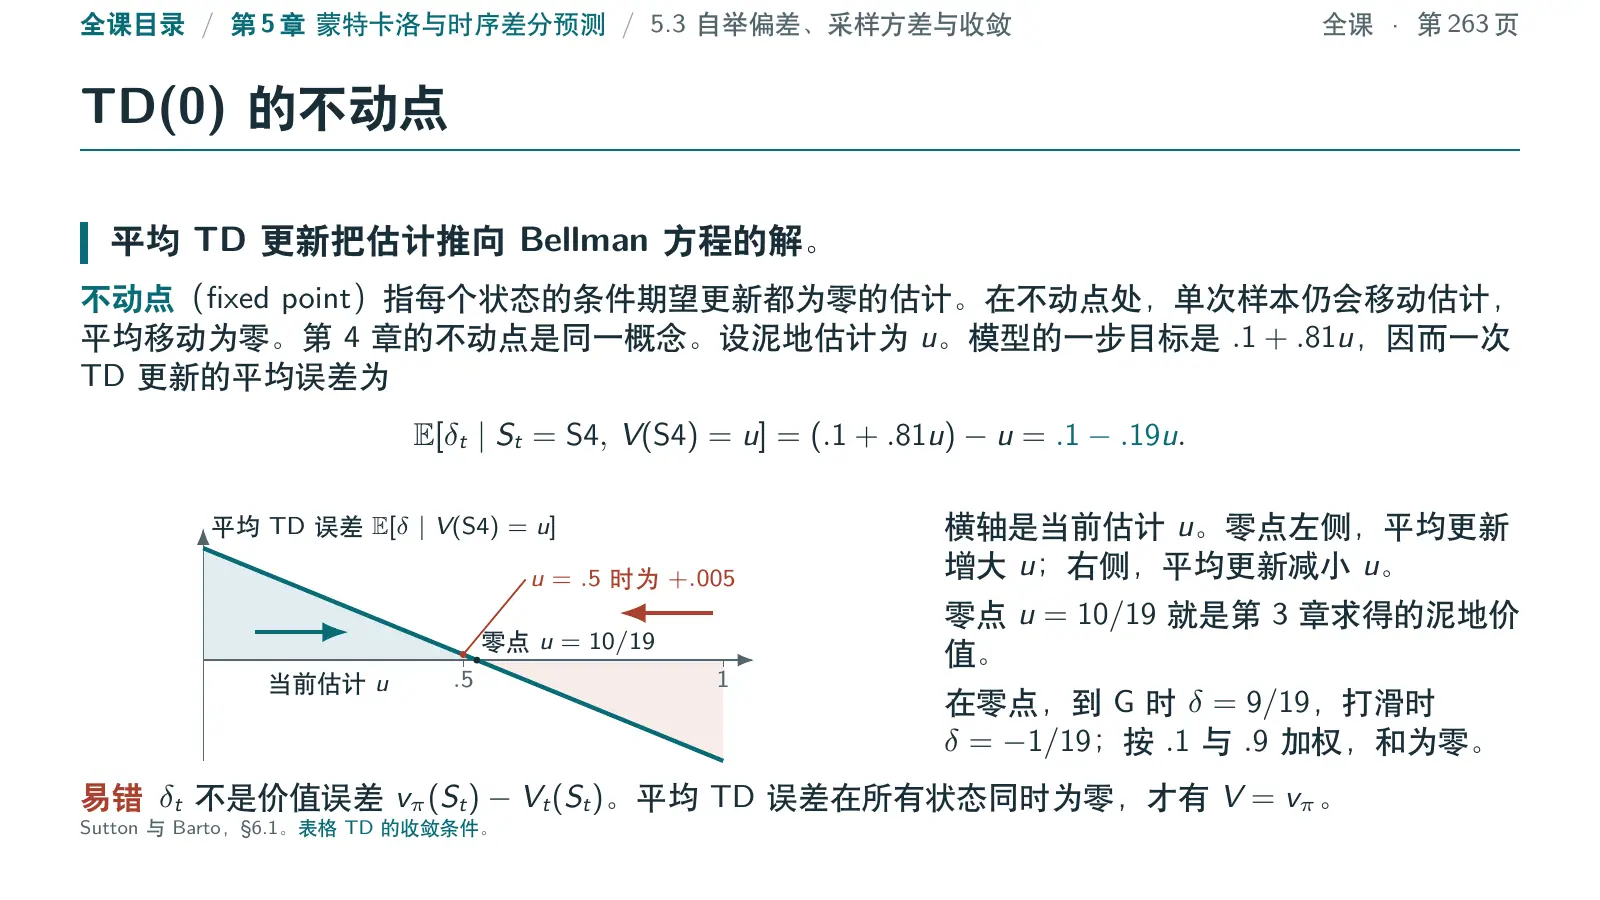 全课目录 / 第 5 章 蒙特卡洛与时序差分预测 / 5.3 自举偏差、采样方差与收敛
全课 · 第 263 页
TD(0) 的不动点
平均 TD 更新把估计推向 Bellman 方程的解。
不动点（fixed point）指每个状态的条件期望更新都为零的估计。在不动点处，单次样本仍会移动估计，
平均移动为零。第 4 章的不动点是同一概念。设泥地估计为 u。模型的一步目标是 .1 + .81u，因而一次
TD 更新的平均误差为
𝔼[δₜ | Sₜ = S4, V(S4) = u] = (.1 + .81u) − u = .1 − .19u.
平均 TD 误差 𝔼[δ | V(S4) = u]
u = .5 时为 +.005
零点 u = 10/19
当前估计 u
.5
1
横轴是当前估计 u。零点左侧，平均更新
增大 u；右侧，平均更新减小 u。
零点 u = 10/19 就是第 3 章求得的泥地价
值。
在零点，到 G 时 δ = 9/19，打滑时
δ = −1/19；按 .1 与 .9 加权，和为零。
易错 δₜ 不是价值误差 vπ(Sₜ) − Vₜ(Sₜ)。平均 TD 误差在所有状态同时为零，才有 V = vπ。
Sutton 与 Barto，§6.1。表格 TD 的收敛条件。